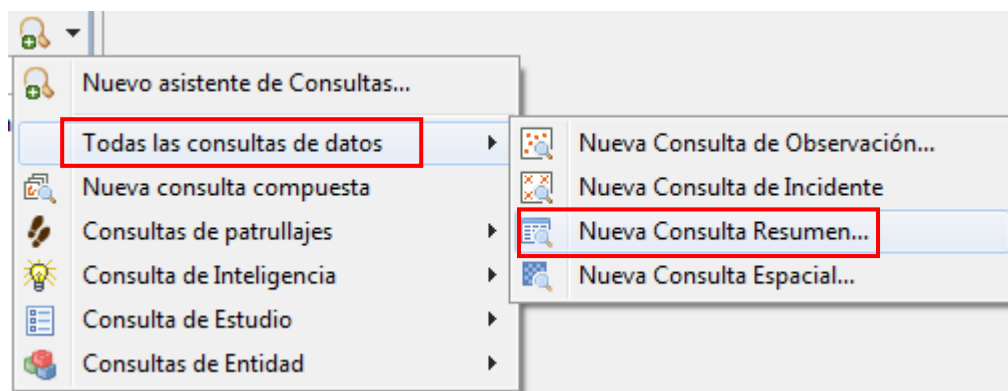 Nuevo asistente de Consultas...
Todas las consultas de datos
Nueva consulta compuesta
Consultas de patrullajes
Consulta de Inteligencia
Consulta de Estudio
Consultas de Entidad
Nueva Consulta de Observación...
Nueva Consulta de Incidente
Nueva Consulta Resumen...
Nueva Consulta Espacial...